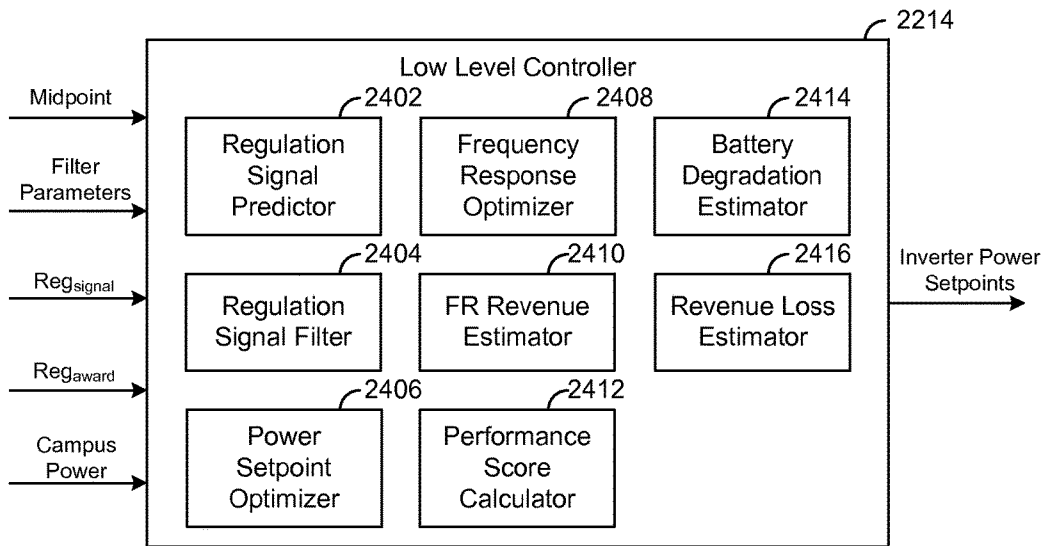 2214
Low Level Controller
Midpoint
Filter
Parameters
Regsignal
Regaward
Campus
Power
2402
Regulation
Signal
Predictor
2408
Frequency
Response
Optimizer
2414
Battery
Degradation
Estimator
2404
Regulation
Signal Filter
2410
FR Revenue
Estimator
2416
Revenue Loss
Estimator
2406
Power
Setpoint
Optimizer
2412
Performance
Score
Calculator
Inverter Power
Setpoints